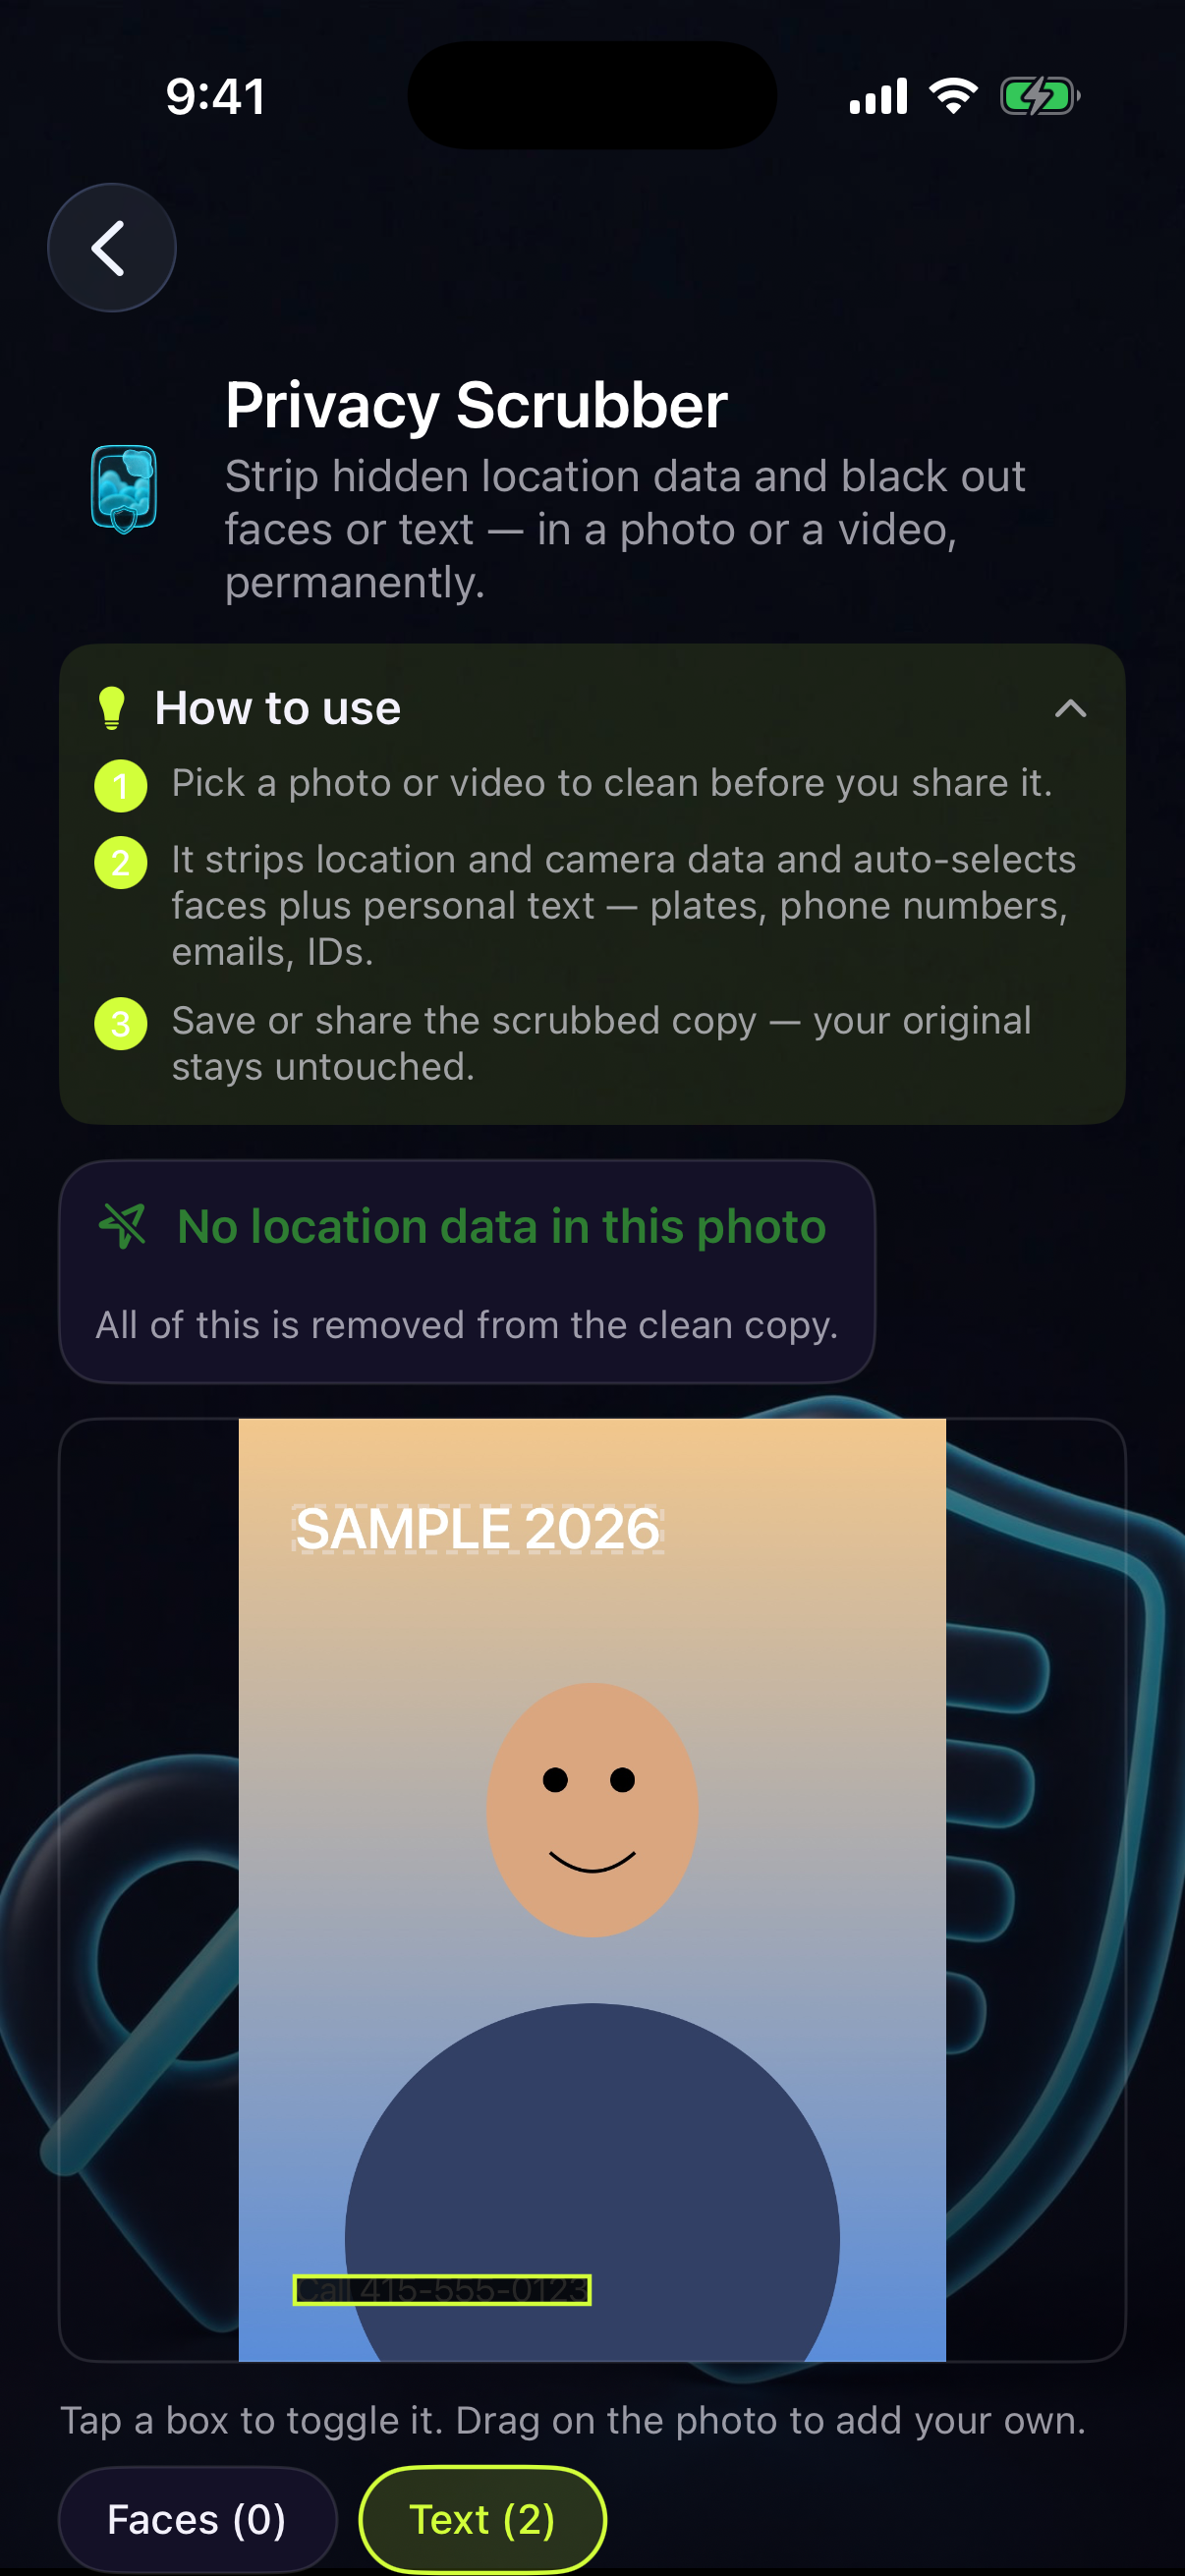 9:41
Privacy Scrubber
Strip hidden location data and black out
faces or text — in a photo or a video,
permanently.
How to use
1 Pick a photo or video to clean before you share it.
2 It strips location and camera data and auto-selects
faces plus personal text — plates, phone numbers,
emails, IDs.
3 Save or share the scrubbed copy — your original
stays untouched.
No location data in this photo
All of this is removed from the clean copy.
SAMPLE 2026
Call 415-555-0123
Tap a box to toggle it. Drag on the photo to add your own.
Faces (0) Text (2)